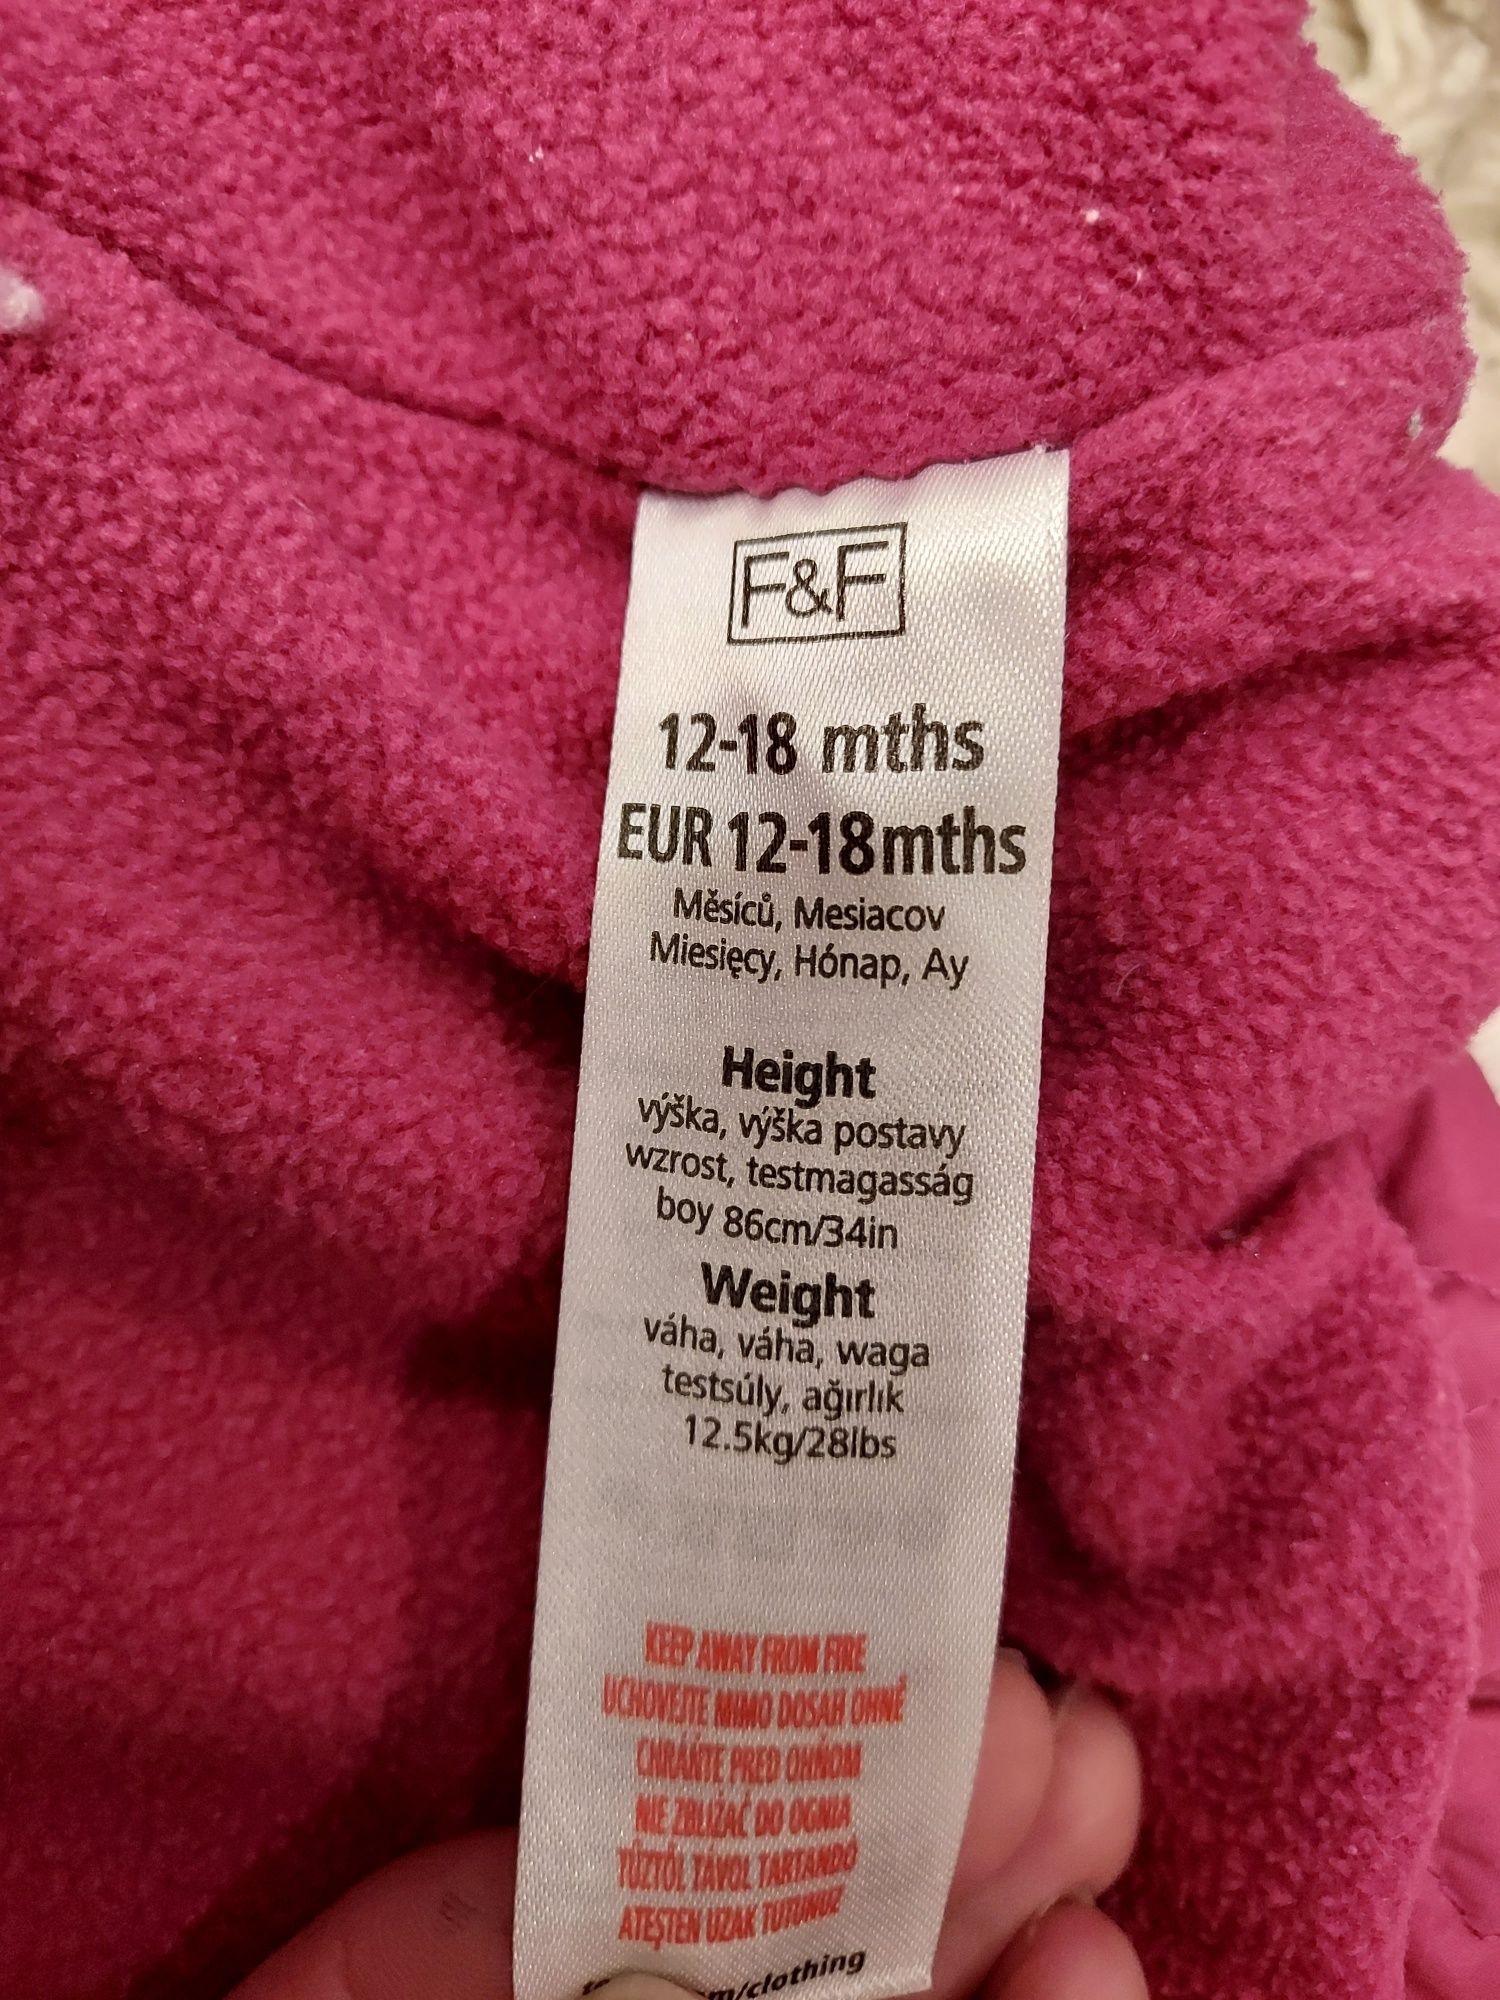 F&F
12-18 mths
EUR 12-18mths
Měsíců, Mesiacov
Miesięcy, Hónap, Ay
Height
výška, výška postavy
wzrost, testmagasság
boy 86cm/34in
Weight
váha, váha, waga
testsúly, ağırlık
12.5kg/28lbs
KEEP AWAY FROM FIRE
UCHOVEJTE MIMO DOSAH OHNĚ
CHRÁŇTE PRED OHŇOM
NIE ZBLIŻAĆ DO OGNIA
TŰZTŐL TÁVOL TARTANDÓ
ATEŞTEN UZAK TUTUNUZ
m/clothing